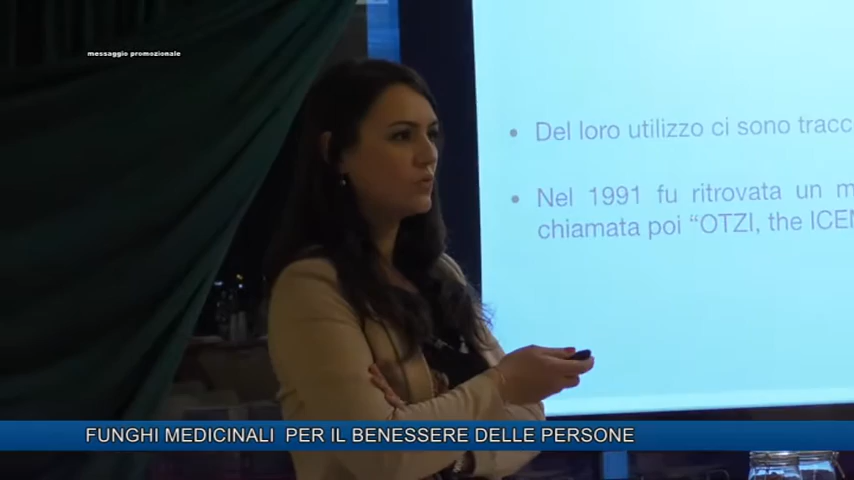 messaggio promozionale
• Del loro utilizzo ci sono tracc
• Nel 1991 fu ritrovata un m
chiamata poi “OTZI, the ICEM
FUNGHI MEDICINALI PER IL BENESSERE DELLE PERSONE